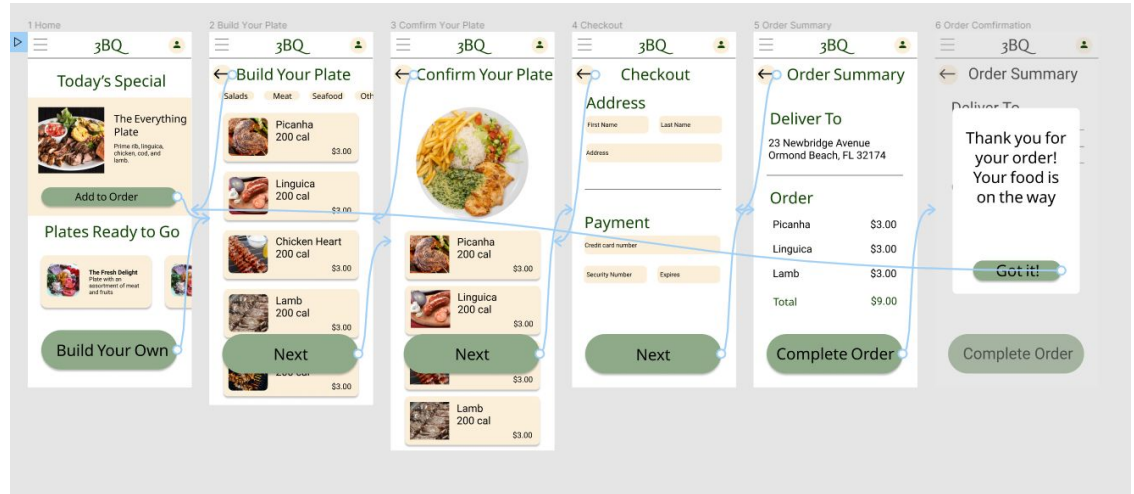 1 Home
3BQ
Today's Special
The Everything
Plate
Prime rib, linguica,
chicken, cod, and
lamb.
Add to Order
Plates Ready to Go
The Fresh Delight
Plate with an
assortment of meat
and fruits
Build Your Own
2 Build Your Plate
3BQ
Build Your Plate
Salads Meat Seafood Oth
Picanha
200 cal
$3.00
Linguica
200 cal
$3.00
Chicken Heart
200 cal
$3.00
Lamb
200 cal
$3.00
Next
$3.00
3 Comfirm Your Plate
3BQ
Confirm Your Plate
Picanha
200 cal
$3.00
Linguica
200 cal
$3.00
Next
$3.00
Lamb
200 cal
$3.00
4 Checkout
3BQ
Checkout
Address
First Name Last Name
Address
Payment
Credit card number
Security Number Expires
Next
5 Order Summary
3BQ
Order Summary
Deliver To
23 Newbridge Avenue
Ormond Beach, FL 32174
Order
Picanha $3.00
Linguica $3.00
Lamb $3.00
Total $9.00
Complete Order
6 Order Comfirmation
3BQ
Order Summary
Deliver To
Thank you for
your order!
Your food is
on the way
Got it!
Complete Order